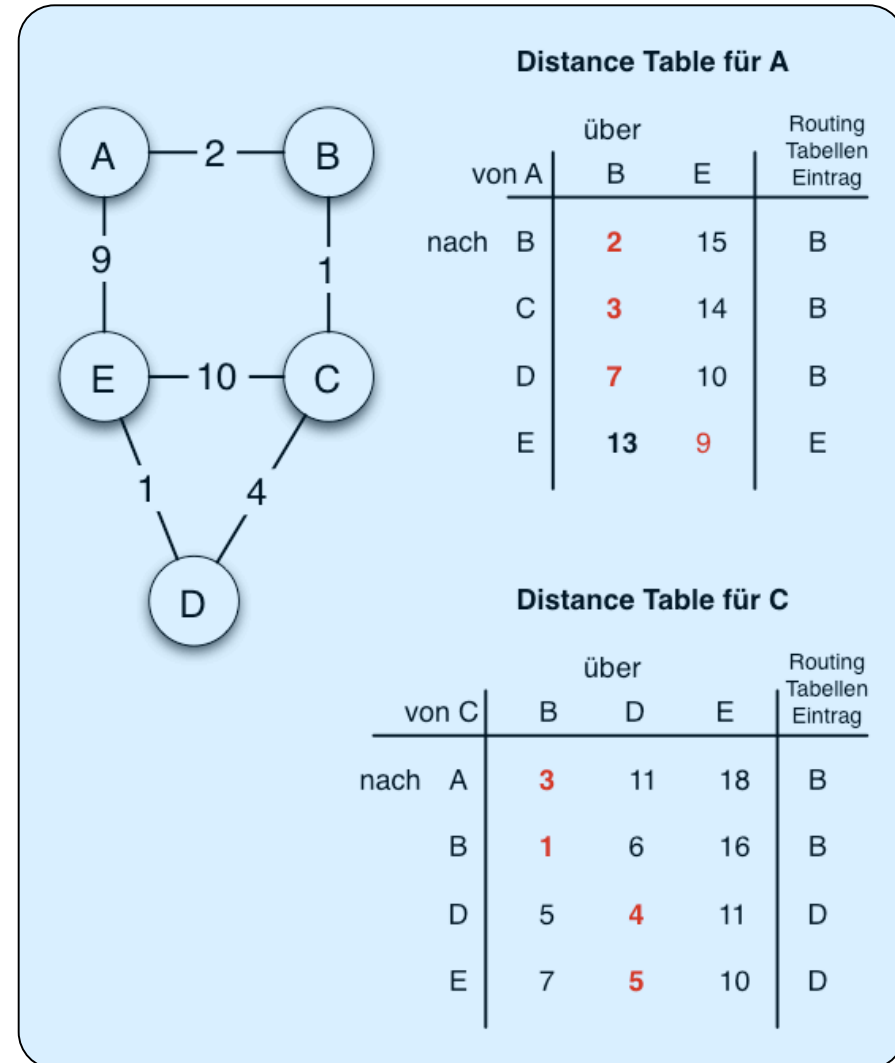 Distance Table für A
über
Routing
Tabellen
Eintrag
von A B E
nach B 2 15 B
C 3 14 B
D 7 10 B
E 13 9 E
A 2 B
9 1
E 10 C
1 4
D
Distance Table für C
über
Routing
Tabellen
Eintrag
von C B D E
nach A 3 11 18 B
B 1 6 16 B
D 5 4 11 D
E 7 5 10 D